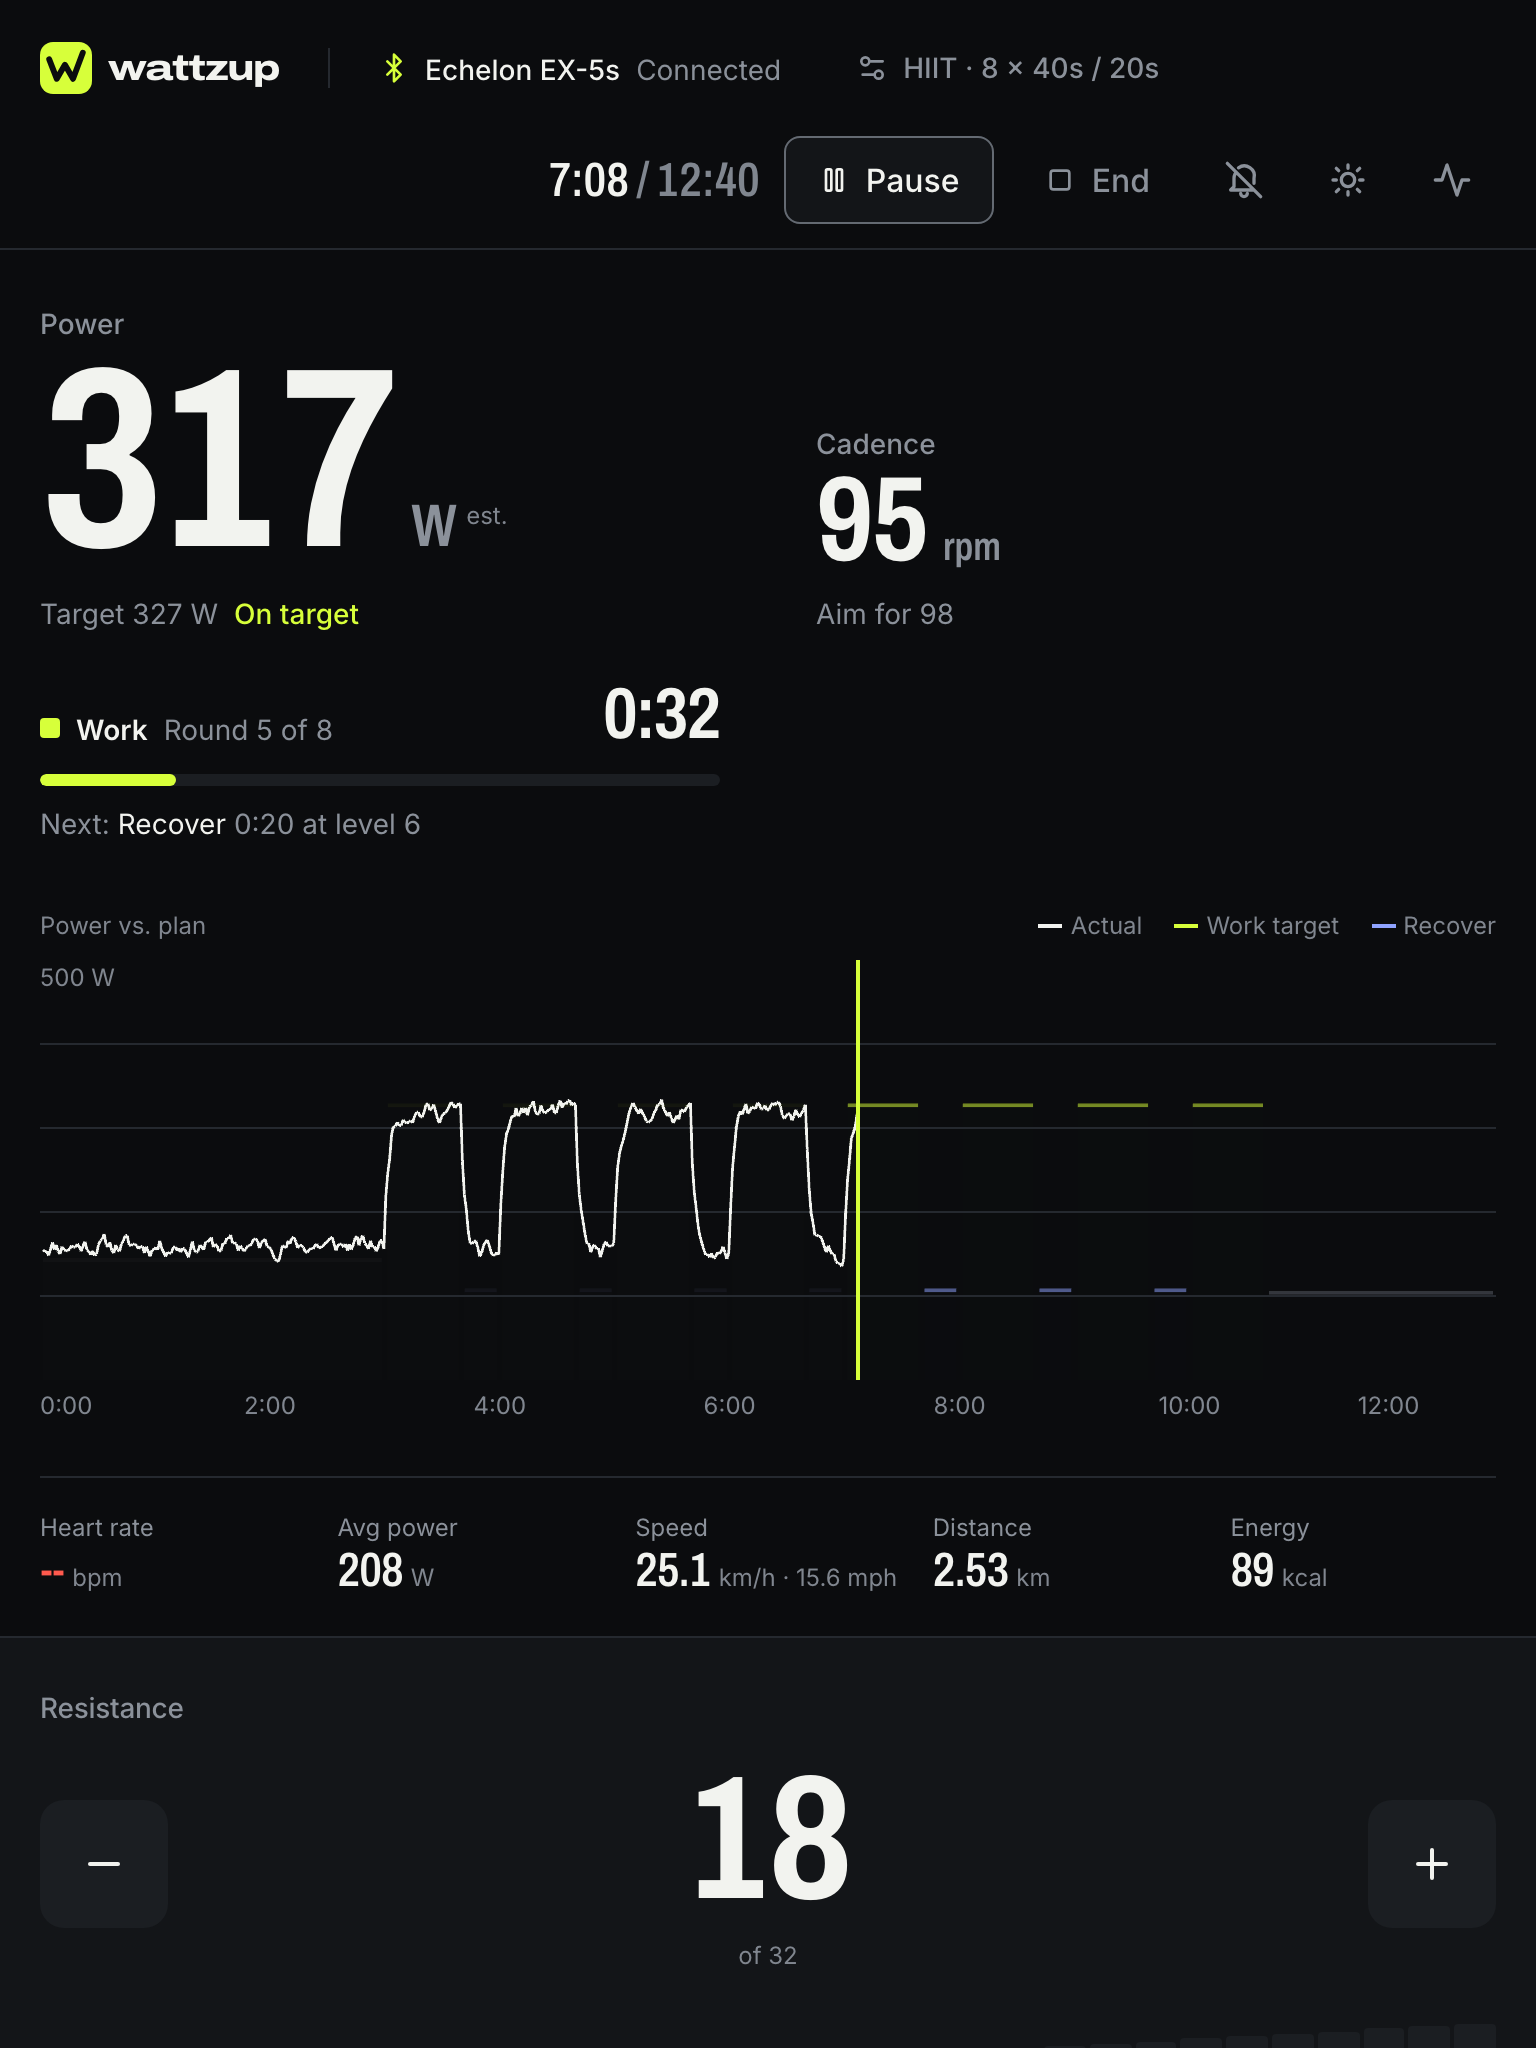 wattzup
Echelon EX-5s Connected
HIIT · 8 × 40s / 20s
7:08 / 12:40
Pause
End
Power
317 W est.
Target 327 W On target
Cadence
95 rpm
Aim for 98
Work Round 5 of 8
0:32
Next: Recover 0:20 at level 6
Power vs. plan
Actual
Work target
Recover
500 W
0:00 2:00 4:00 6:00 8:00 10:00 12:00
Heart rate
-- bpm
Avg power
208 W
Speed
25.1 km/h · 15.6 mph
Distance
2.53 km
Energy
89 kcal
Resistance
−
18
+
of 32